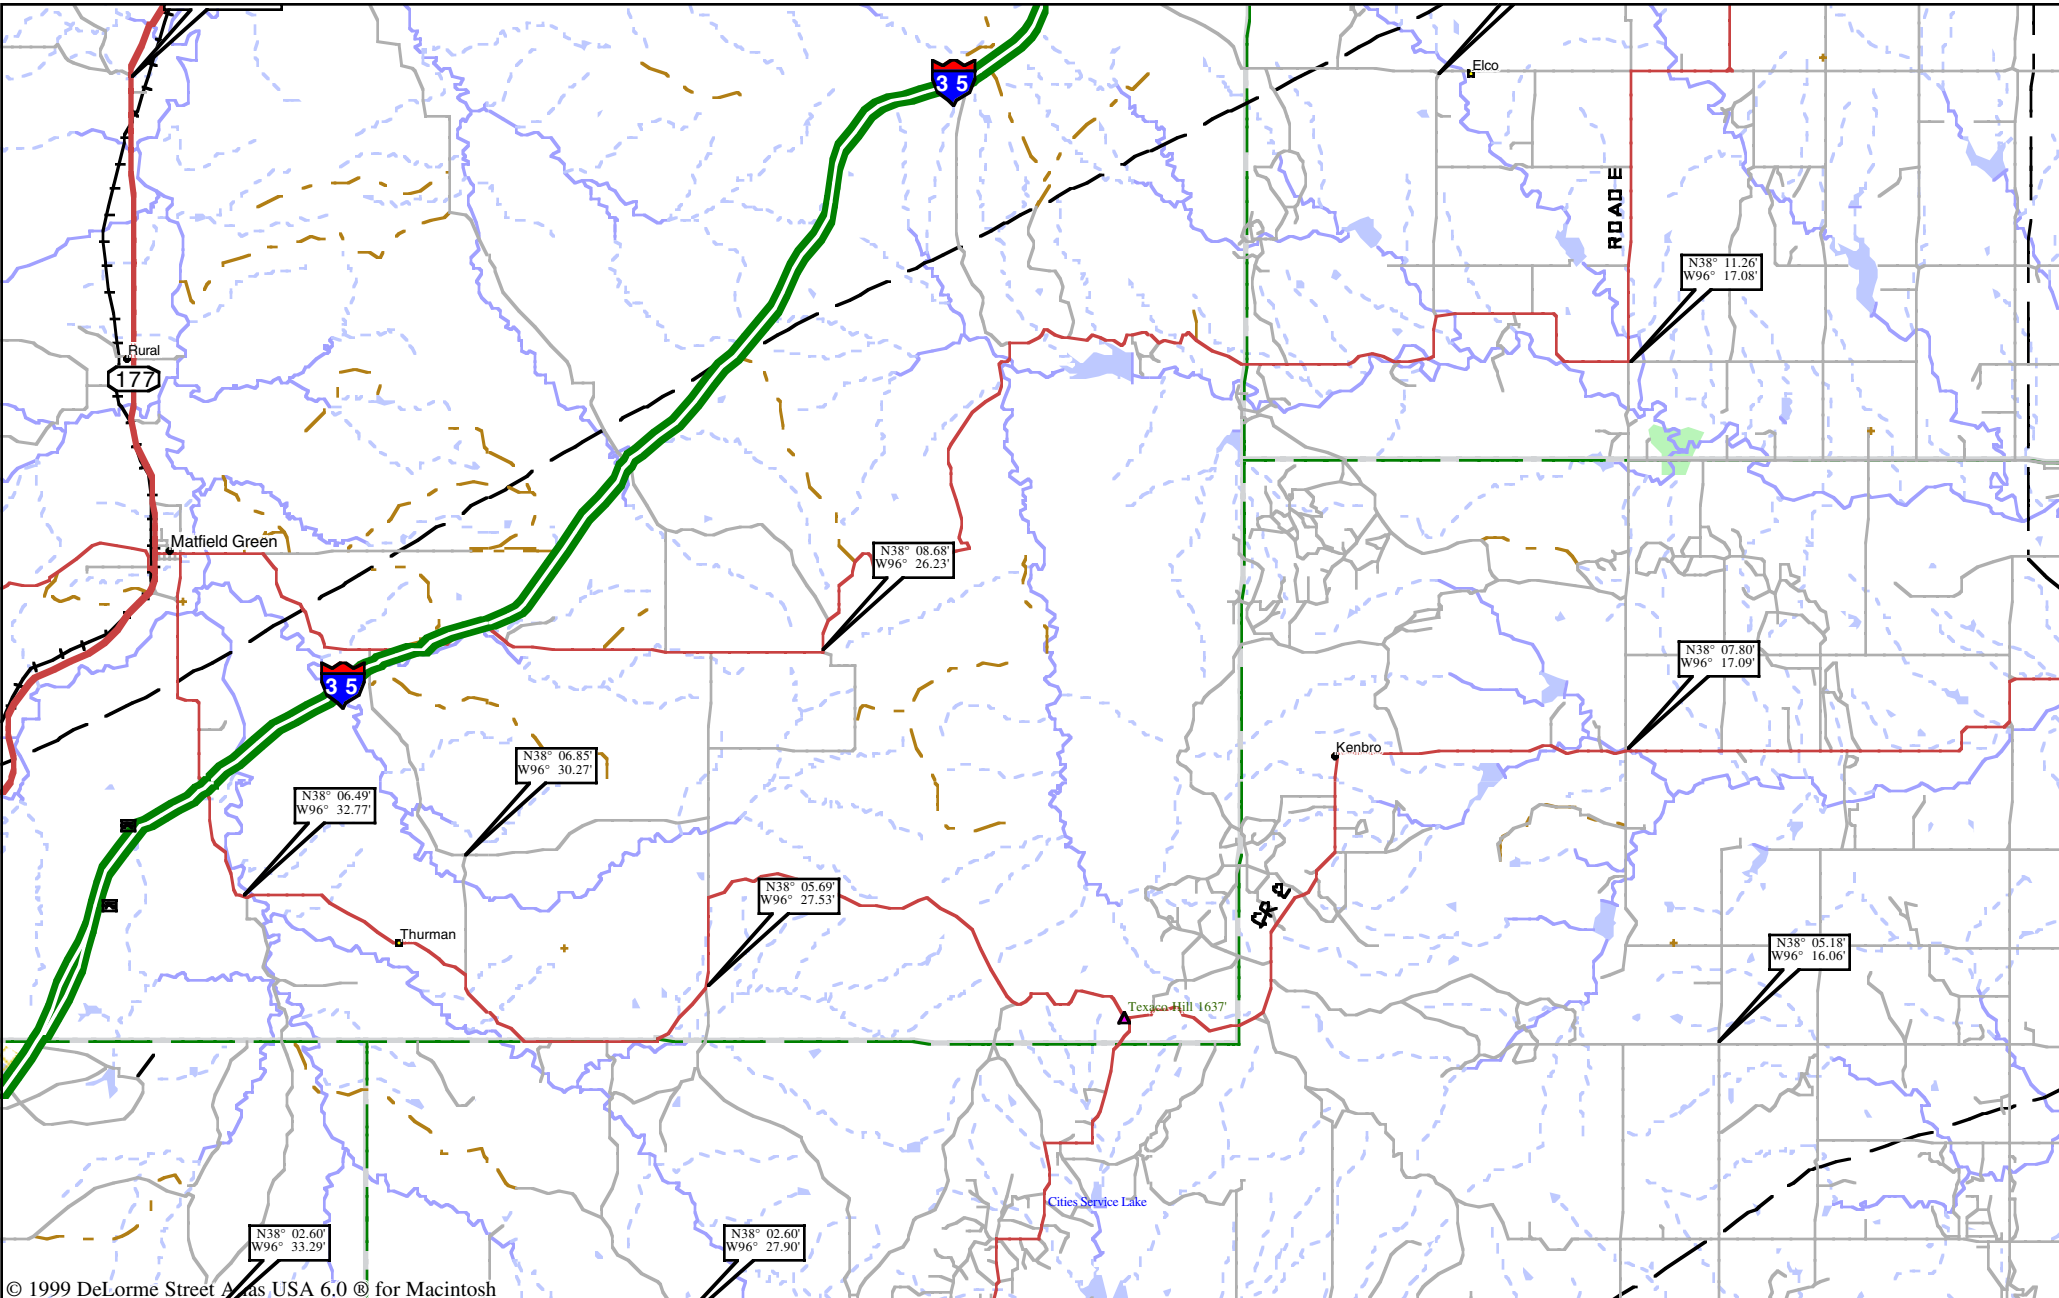 35
Elco
ROAD E
N38° 11.26'
W96° 17.08'
Rural
177
Matfield Green
N38° 08.68'
W96° 26.23'
35
N38° 07.80'
W96° 17.09'
Kenbro
N38° 06.85'
W96° 30.27'
N38° 06.49'
W96° 32.77'
N38° 05.69'
W96° 27.53'
CR 2
Thurman
N38° 05.18'
W96° 16.06'
Texaco Hill 1637'
Cities Service Lake
N38° 02.60'
W96° 33.29'
N38° 02.60'
W96° 27.90'
© 1999 DeLorme Street Atlas USA 6.0 ® for Macintosh